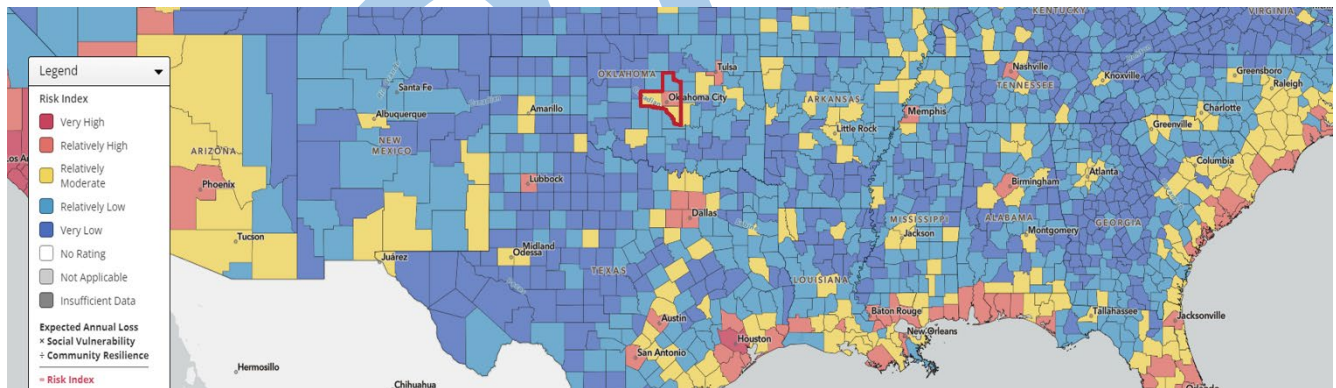 Legend
Risk Index
Very High
Relatively High
Relatively
Moderate
Relatively Low
Very Low
No Rating
Not Applicable
Insufficient Data
Expected Annual Loss
× Social Vulnerability
÷ Community Resilience
= Risk Index
KENTUCKY
VIRGINIA
Santa Fe
Albuquerque
NEW
MEXICO
ARIZONA
Phoenix
Tucson
Juárez
Hermosillo
Chihuahua
Amarillo
Lubbock
Midland
Odessa
TEXAS
Dallas
Austin
San Antonio
Houston
OKLAHOMA
Tulsa
Oklahoma City
ARKANSAS
Little Rock
Memphis
Nashville
TENNESSEE
Knoxville
Greensboro
Raleigh
Charlotte
Greenville
Columbia
Atlanta
Birmingham
MISSISSIPPI
Jackson
ALABAMA
Montgomery
GEORGIA
LOUISIANA
Baton Rouge
New Orleans
Tallahassee
Jacksonville
Orlando